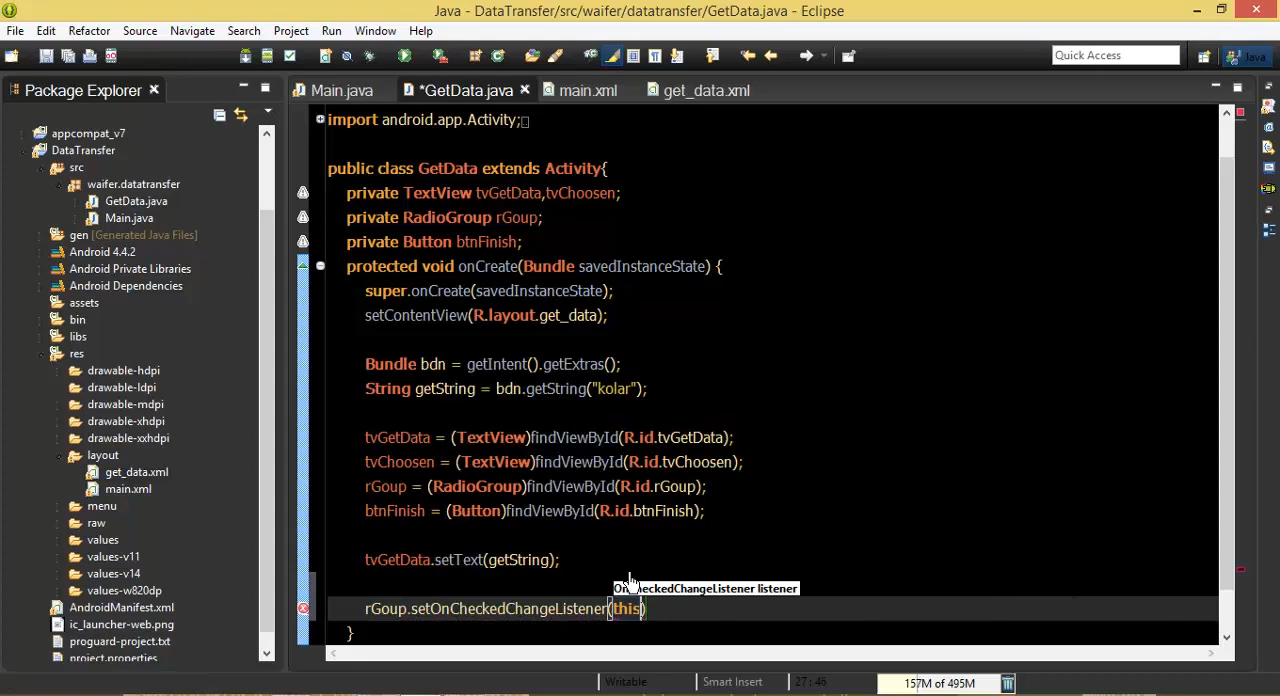 Java - DataTransfer/src/waifer/datatransfer/GetData.java - Eclipse
File Edit Refactor Source Navigate Search Project Run Window Help
Quick Access
Java
Package Explorer
Main.java
*GetData.java
main.xml
get_data.xml
appcompat_v7
DataTransfer
src
waifer.datatransfer
GetData.java
Main.java
gen [Generated Java Files]
Android 4.4.2
Android Private Libraries
Android Dependencies
assets
bin
libs
res
drawable-hdpi
drawable-ldpi
drawable-mdpi
drawable-xhdpi
drawable-xxhdpi
layout
get_data.xml
main.xml
menu
raw
values
values-v11
values-v14
values-w820dp
AndroidManifest.xml
ic_launcher-web.png
proguard-project.txt
project.properties
import android.app.Activity;
public class GetData extends Activity{
private TextView tvGetData,tvChoosen;
private RadioGroup rGoup;
private Button btnFinish;
protected void onCreate(Bundle savedInstanceState) {
super.onCreate(savedInstanceState);
setContentView(R.layout.get_data);
Bundle bdn = getIntent().getExtras();
String getString = bdn.getString("kolar");
tvGetData = (TextView)findViewById(R.id.tvGetData);
tvChoosen = (TextView)findViewById(R.id.tvChoosen);
rGoup = (RadioGroup)findViewById(R.id.rGoup);
btnFinish = (Button)findViewById(R.id.btnFinish);
tvGetData.setText(getString);
OnCheckedChangeListener listener
rGoup.setOnCheckedChangeListener(this)
}
Writable
Smart Insert
27 : 46
157M of 495M